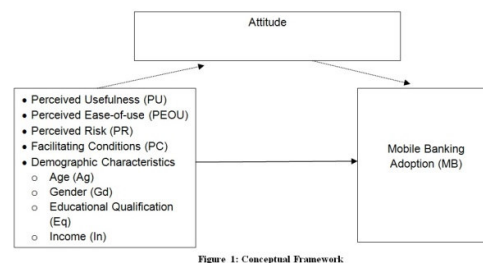 Attitude
• Perceived Usefulness (PU)
• Perceived Ease-of-use (PEOU)
• Perceived Risk (PR)
• Facilitating Conditions (PC)
• Demographic Characteristics
o Age (Ag)
o Gender (Gd)
o Educational Qualification
(Eq)
o Income (In)
Mobile Banking
Adoption (MB)
Figure 1: Conceptual Framework